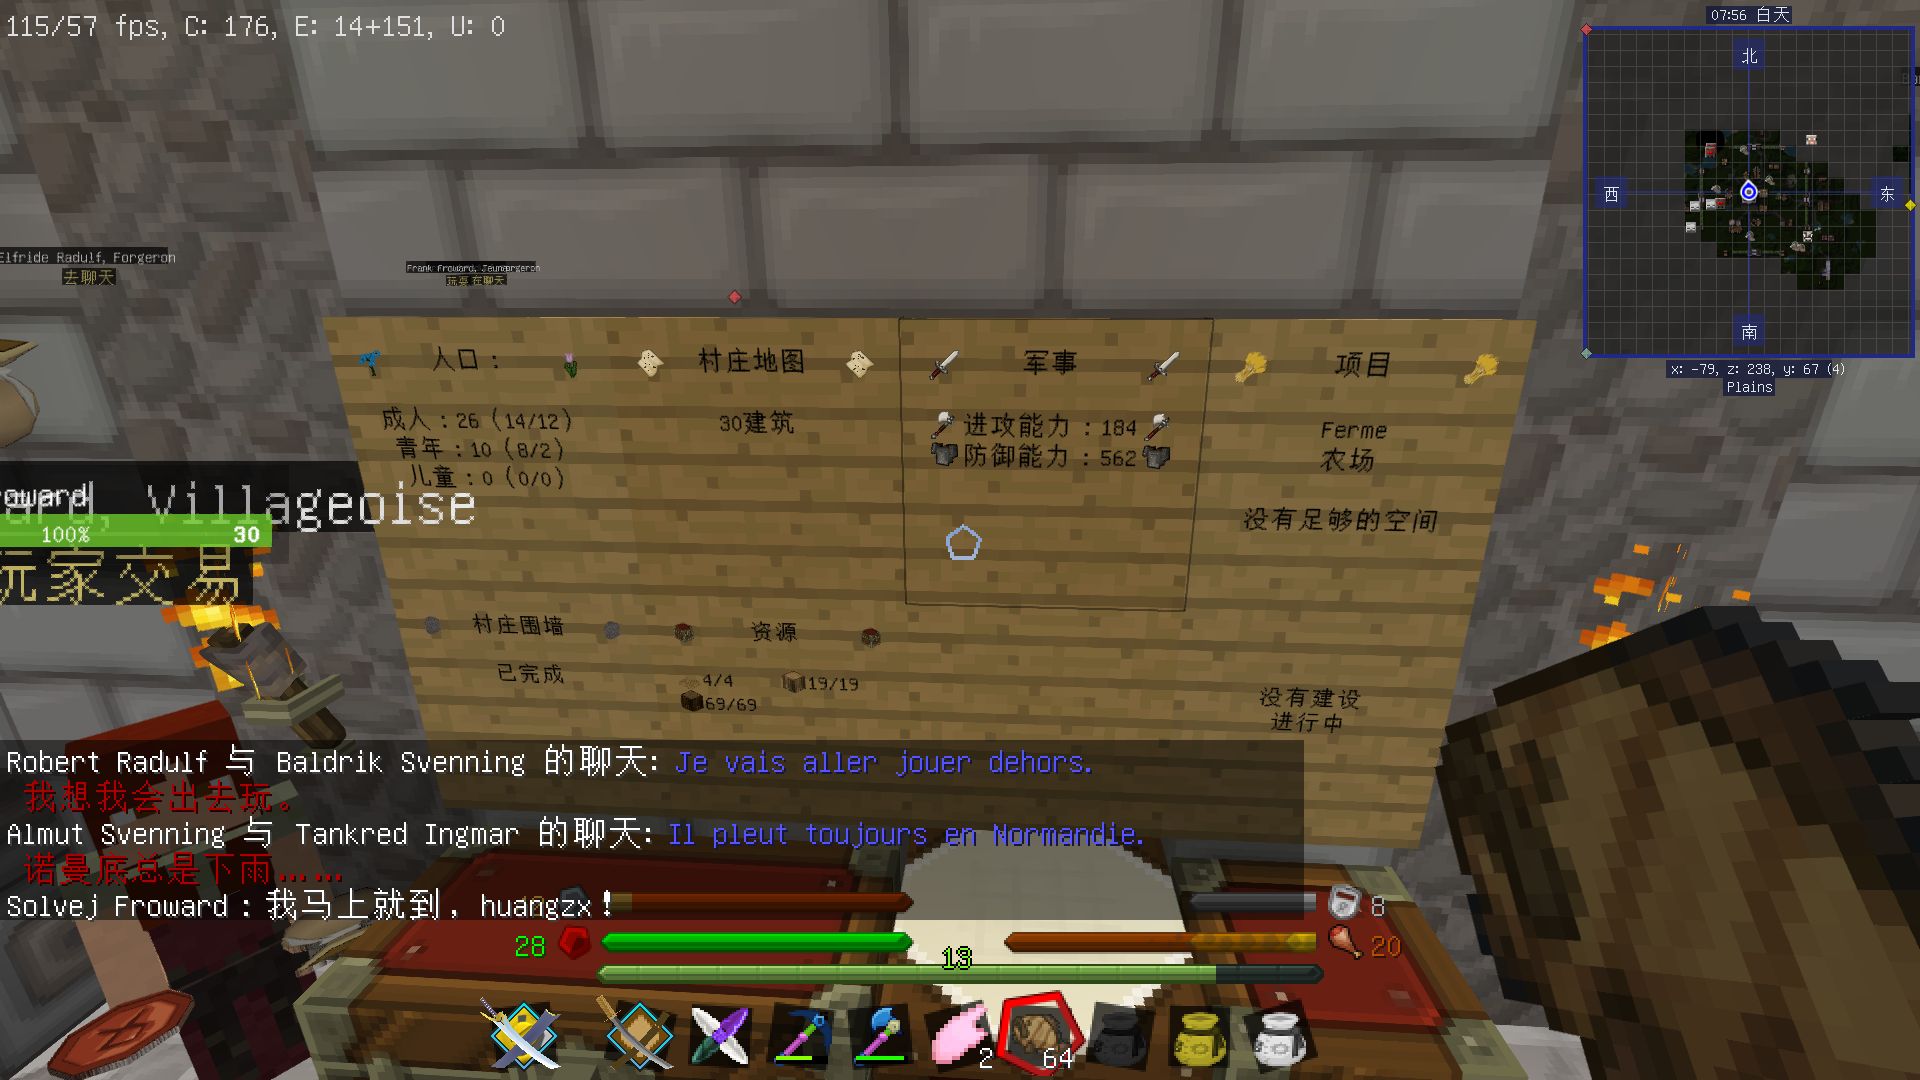 115/57 fps, C: 176, E: 14+151, U: 0
07:56 白天
北
西
东
南
x: -79, z: 238, y: 67 (4)
Plains
Elfride Radulf, Forgeron
去聊天
Frank Froward, Jeune
玩耍 在聊天
人口：
成人：26（14/12）
青年：10（8/2）
儿童：0（0/0）
村庄地图
30建筑
军事
进攻能力：184
防御能力：562
项目
Ferme
农场
没有足够的空间
Villageoise
100%
30
玩家交易
村庄围墙
已完成
资源
4/4
19/19
69/69
没有建设
进行中
Robert Radulf 与 Baldrik Svenning 的聊天: Je vais aller jouer dehors.
我想我会出去玩。
Almut Svenning 与 Tankred Ingmar 的聊天: Il pleut toujours en Normandie.
诺曼底总是下雨……
Solvej Froward：我马上就到，huangzx！
8
28
20
13
2
64